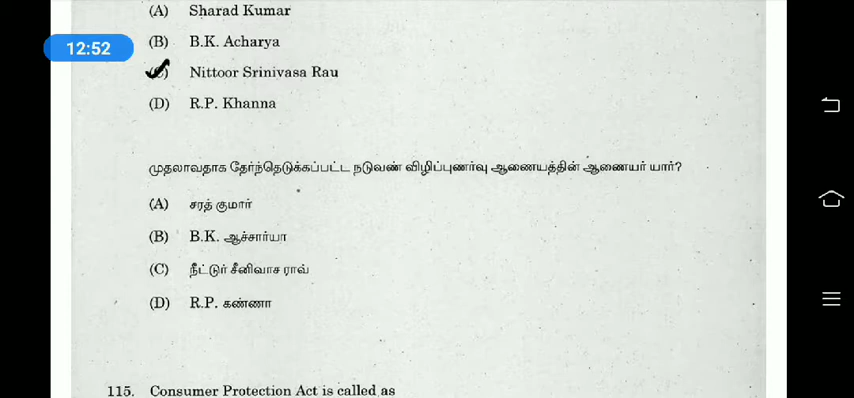 (A) Sharad Kumar
12:52
(B) B.K. Acharya
(C) Nittoor Srinivasa Rau
(D) R.P. Khanna
முதலாவதாக தேர்ந்தெடுக்கப்பட்ட நடுவண் விழிப்புணர்வு ஆணையத்தின் ஆணையர் யார்?
(A) சரத் குமார்
(B) B.K. ஆச்சார்யா
(C) நீட்டுர் சீனிவாச ராவ்
(D) R.P. கண்ணா
115. Consumer Protection Act is called as